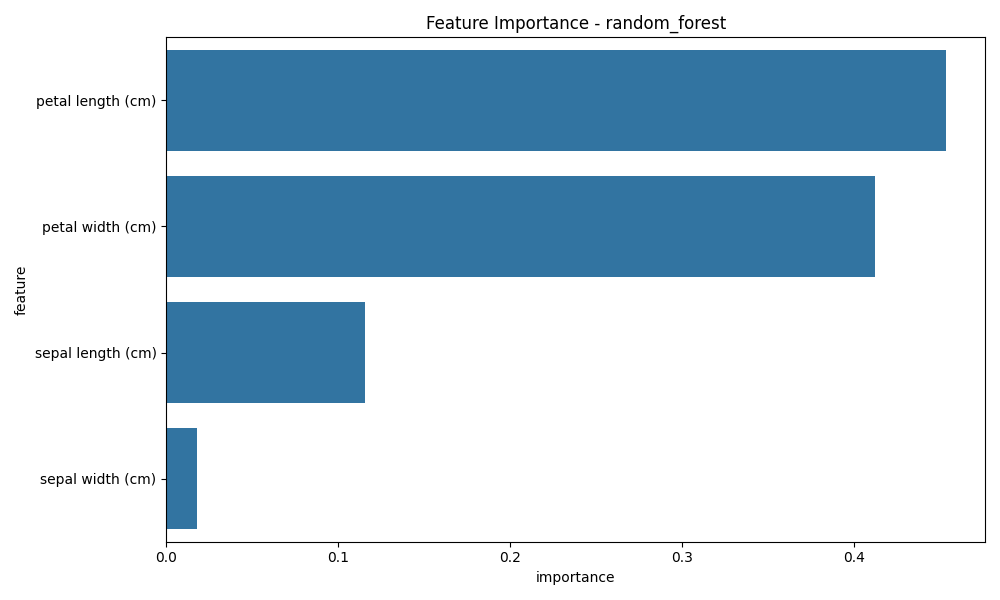 Feature Importance - random_forest
petal length (cm)
petal width (cm)
sepal length (cm)
sepal width (cm)
feature
0.0 0.1 0.2 0.3 0.4
importance